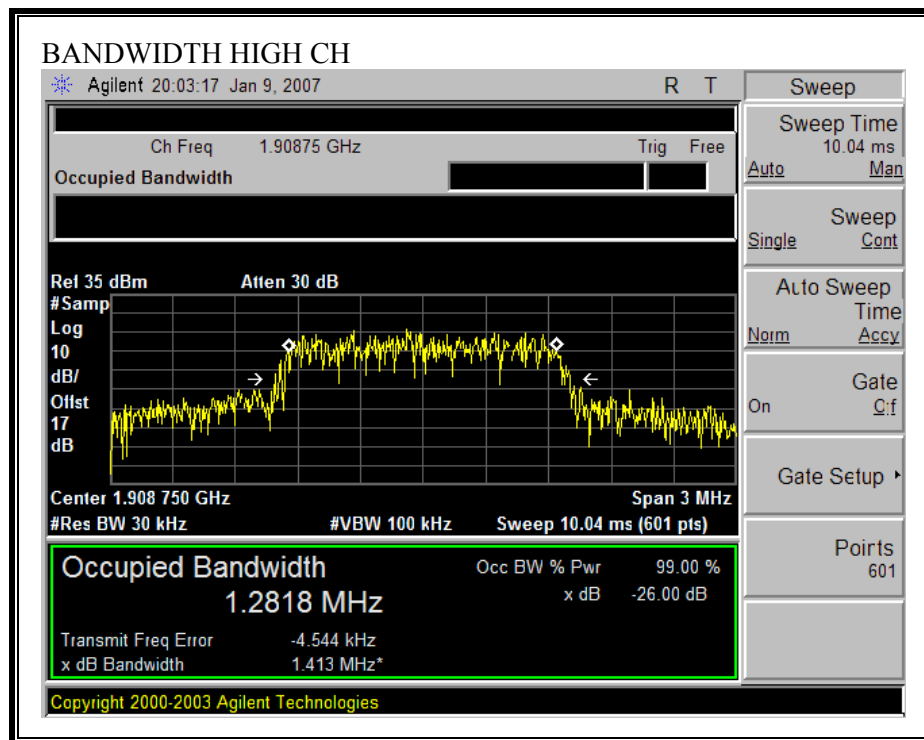 BANDWIDTH HIGH CH
Agilent 20:03:17 Jan 9, 2007 R T
Ch Freq 1.90875 GHz Trig Free
Occupied Bandwidth
Ref 35 dBm Atten 30 dB
#Samp
Log
10
dB/
Offst
17
dB
Center 1.908 750 GHz Span 3 MHz
#Res BW 30 kHz #VBW 100 kHz Sweep 10.04 ms (601 pts)
Occupied Bandwidth
1.2818 MHz
Occ BW % Pwr 99.00 %
x dB -26.00 dB
Transmit Freq Error -4.544 kHz
x dB Bandwidth 1.413 MHz*
Copyright 2000-2003 Agilent Technologies
Sweep
Sweep Time
10.04 ms
Auto Man
Sweep
Single Cont
Auto Sweep
Time
Norm Accy
Gate
On Off
Gate Setup
Points
601